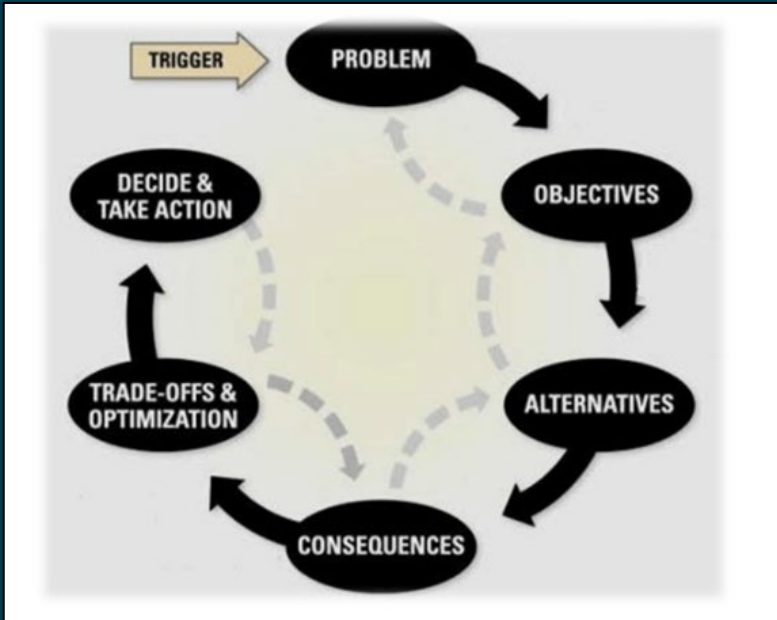 TRIGGER
PROBLEM
OBJECTIVES
ALTERNATIVES
CONSEQUENCES
TRADE-OFFS &
OPTIMIZATION
DECIDE &
TAKE ACTION